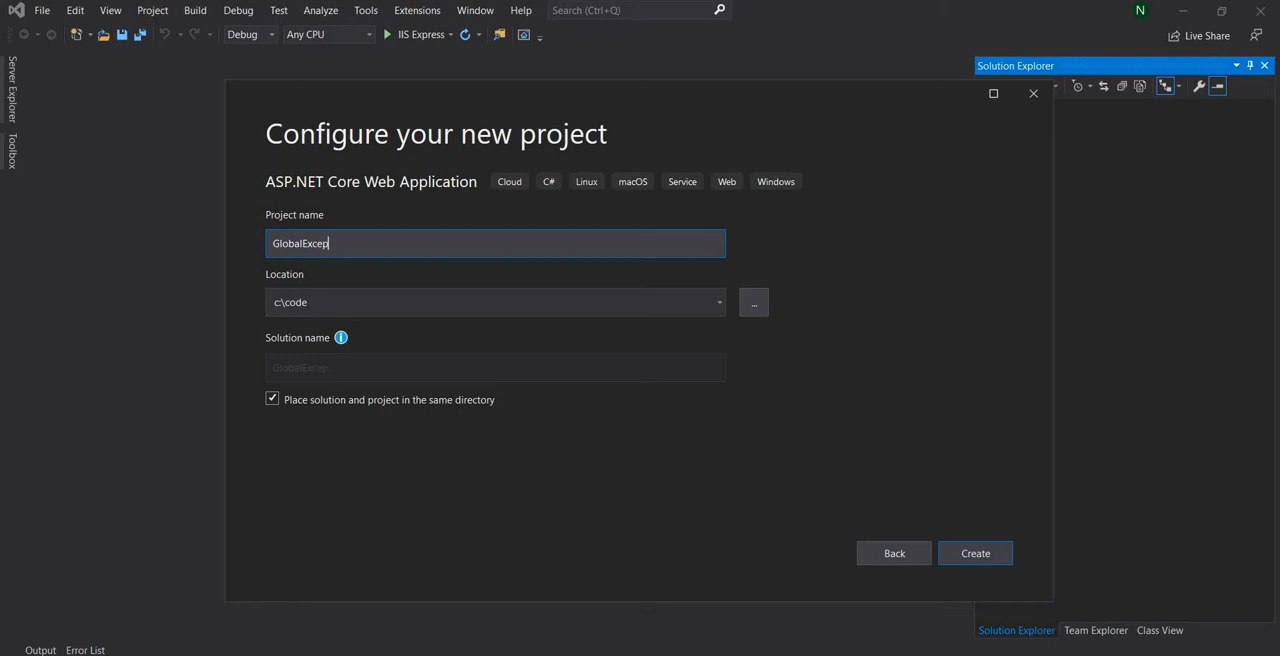 File Edit View Project Build Debug Test Analyze Tools Extensions Window Help Search (Ctrl+Q) N
Debug Any CPU IIS Express Live Share
Server Explorer
Toolbox
Solution Explorer
Configure your new project
ASP.NET Core Web Application Cloud C# Linux macOS Service Web Windows
Project name
GlobalExcep
Location
c:\code ...
Solution name
GlobalExcep
Place solution and project in the same directory
Back Create
Solution Explorer Team Explorer Class View
Output Error List